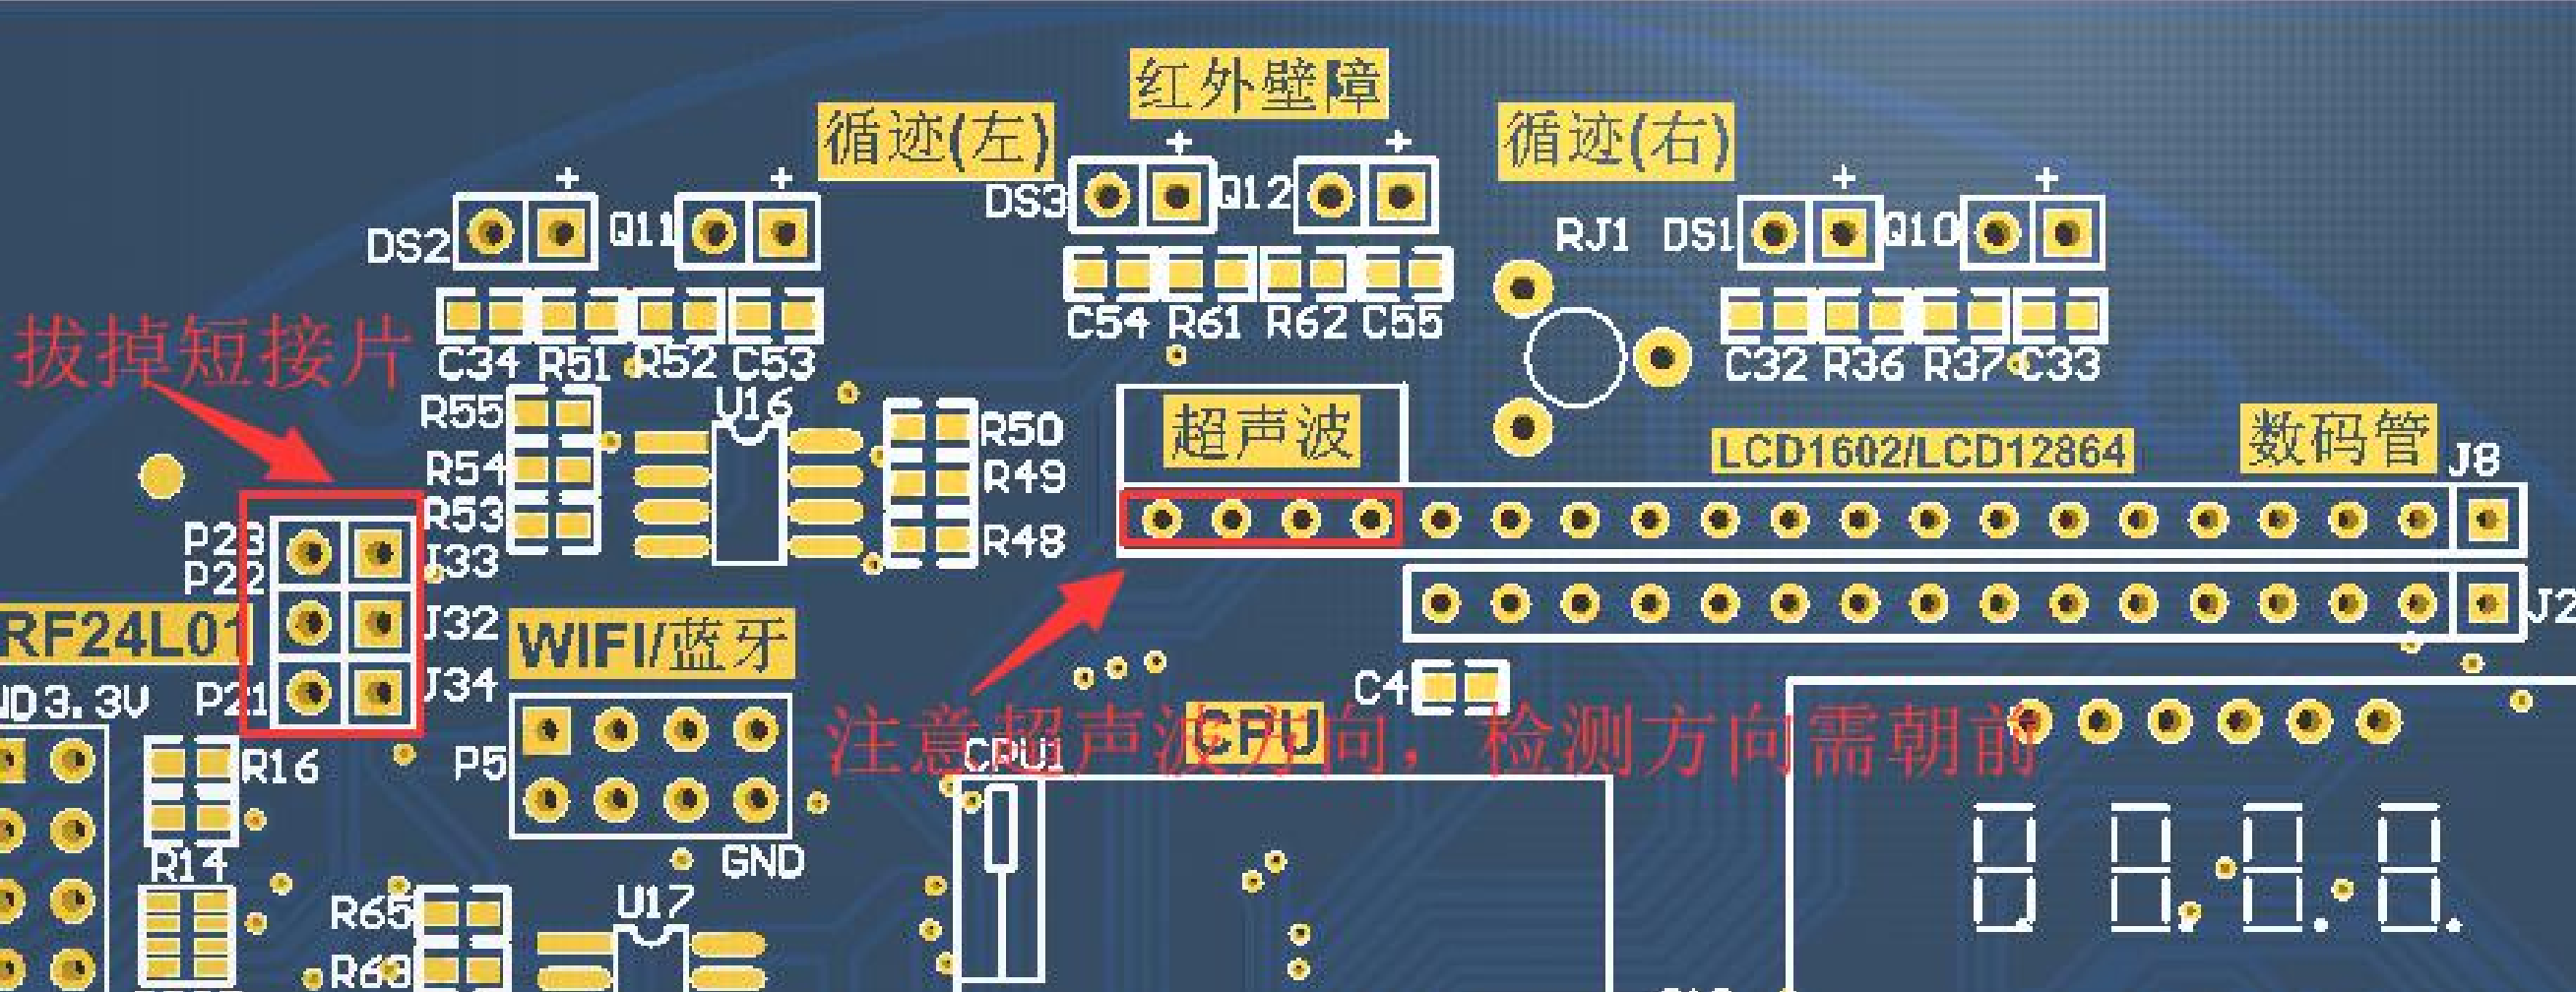 红外壁障
循迹(左)
循迹(右)
+ + + + + +
DS3 Q12
DS2 Q11
RJ1 DS1 Q10
C54 R61 R62 C55
C34 R51 R52 C53
C32 R36 R37 C33
拔掉短接片
R55 U16 R50
超声波
LCD1602/LCD12864
数码管
J8
R54 R49
R53 R48
P23 J33
P22
J32
J2
RF24L01
WIFI/蓝牙
ND 3.3V P21 J34
C4
注意超声波方向，检测方向需朝前
CPU
CPU1
R16 P5
R14 GND
R65 U17